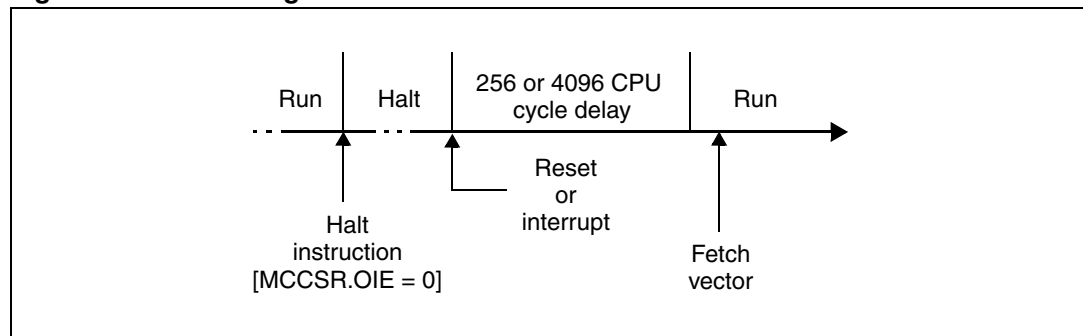 Run
Halt
256 or 4096 CPU
cycle delay
Run
Reset
or
interrupt
Halt
instruction
[MCCSR.OIE = 0]
Fetch
vector